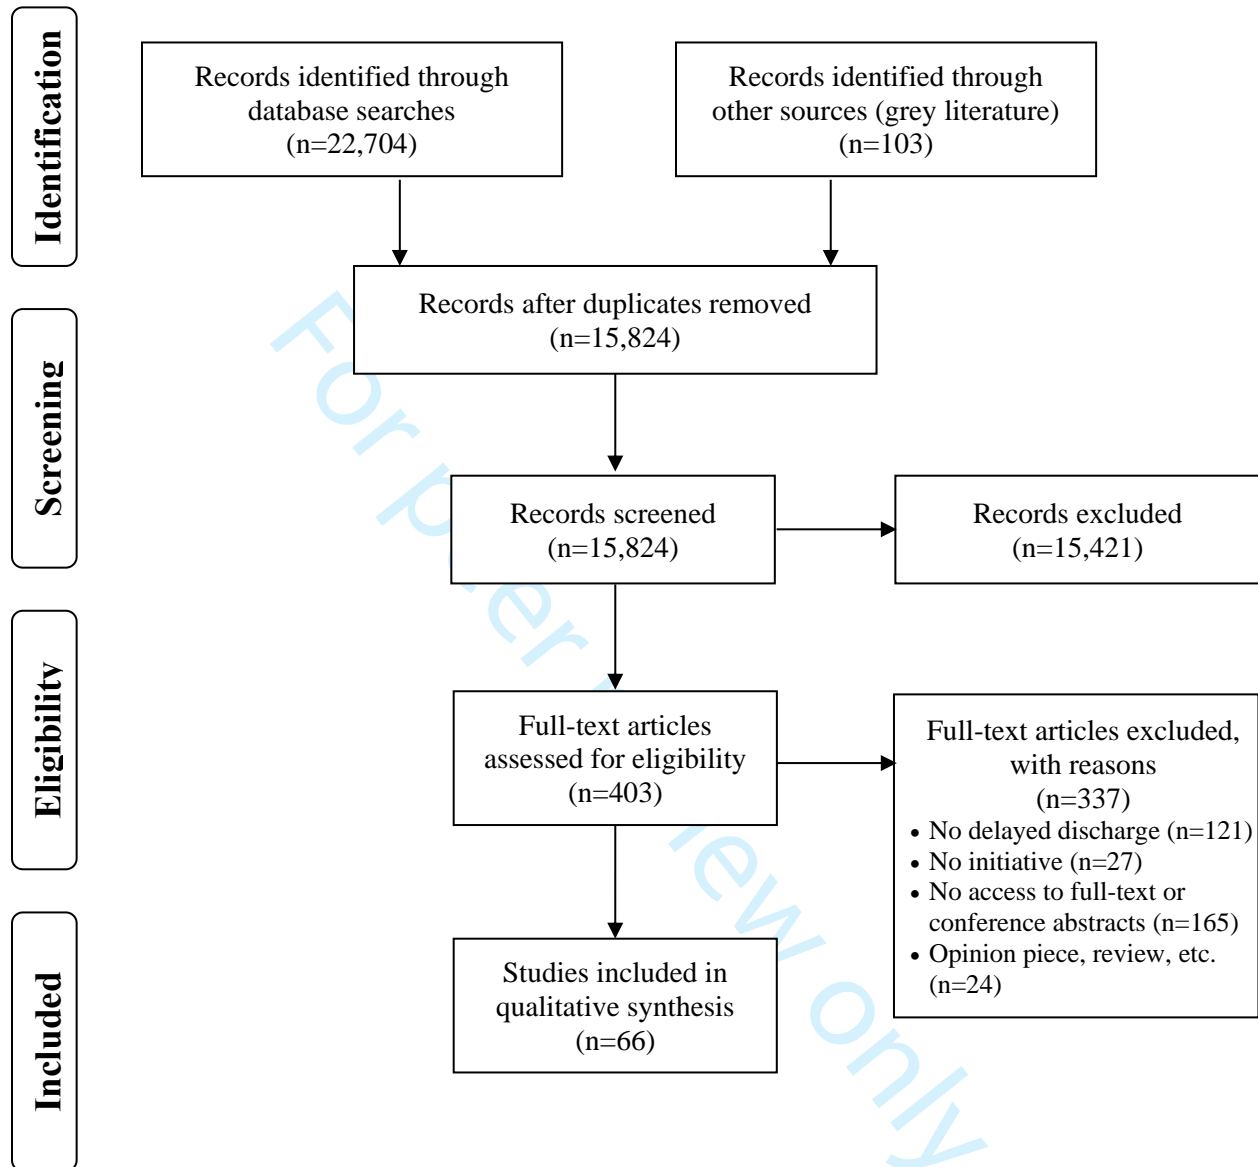 Identification
Records identified through
database searches
(n=22,704)
Records identified through
other sources (grey literature)
(n=103)
Records after duplicates removed
(n=15,824)
Screening
Records screened
(n=15,824)
Records excluded
(n=15,421)
Eligibility
Full-text articles
assessed for eligibility
(n=403)
Full-text articles excluded,
with reasons
(n=337)
• No delayed discharge (n=121)
• No initiative (n=27)
• No access to full-text or
conference abstracts (n=165)
• Opinion piece, review, etc.
(n=24)
Included
Studies included in
qualitative synthesis
(n=66)
For peer review only